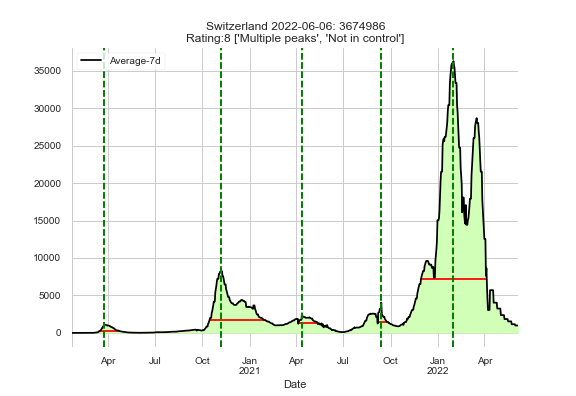 Switzerland 2022-06-06: 3674986
Rating:8 ['Multiple peaks', 'Not in control']
Average-7d
35000
30000
25000
20000
15000
10000
5000
0
Apr Jul Oct Jan Apr Jul Oct Jan Apr
2021 2022
Date